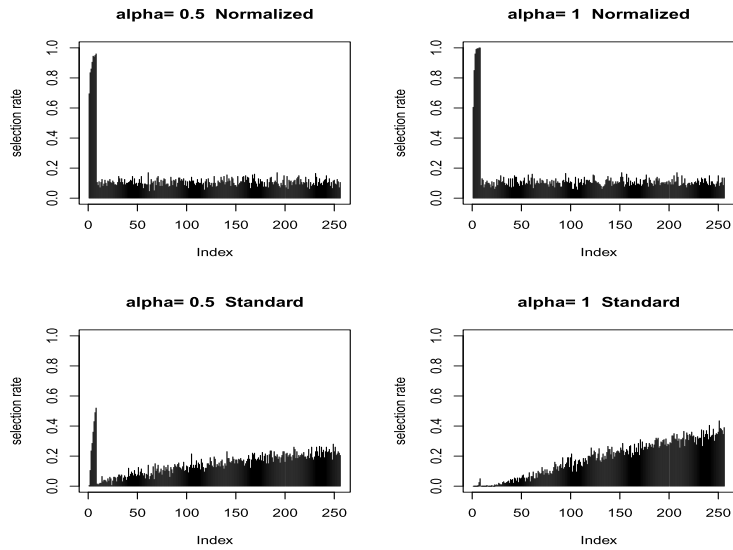 alpha= 0.5 Normalized
selection rate
0.0 0.2 0.4 0.6 0.8 1.0
0 50 100 150 200 250
Index
alpha= 1 Normalized
selection rate
0.0 0.2 0.4 0.6 0.8 1.0
0 50 100 150 200 250
Index
alpha= 0.5 Standard
selection rate
0.0 0.2 0.4 0.6 0.8 1.0
0 50 100 150 200 250
Index
alpha= 1 Standard
selection rate
0.0 0.2 0.4 0.6 0.8 1.0
0 50 100 150 200 250
Index